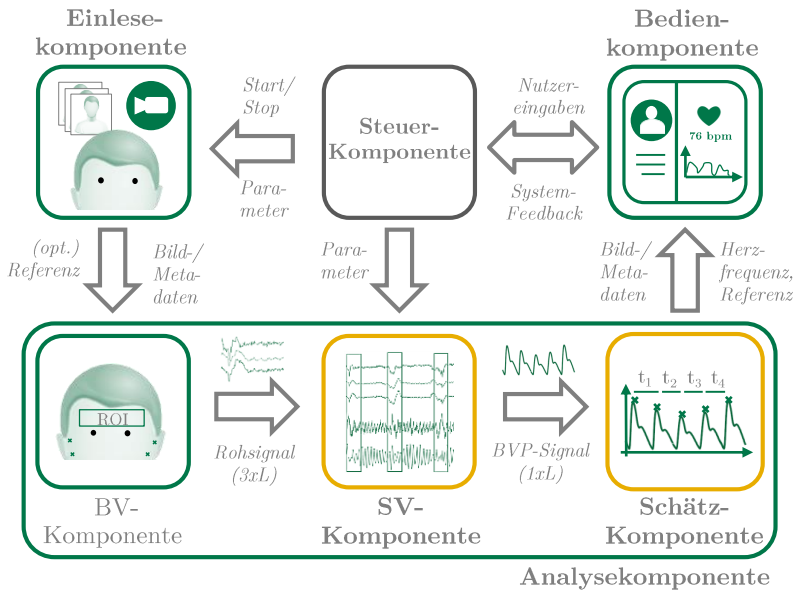 Einlese-
komponente
Bedien-
komponente
Start/
Stop
Para-
meter
Steuer-
Komponente
Nutzer-
eingaben
System-
Feedback
76 bpm
(opt.)
Referenz
Bild-/
Meta-
daten
Para-
meter
Bild-/
Meta-
daten
Herz-
frequenz,
Referenz
ROI
Rohsignal
(3xL)
BVP-Signal
(1xL)
t1 t2 t3 t4
BV-
Komponente
SV-
Komponente
Schätz-
Komponente
Analysekomponente